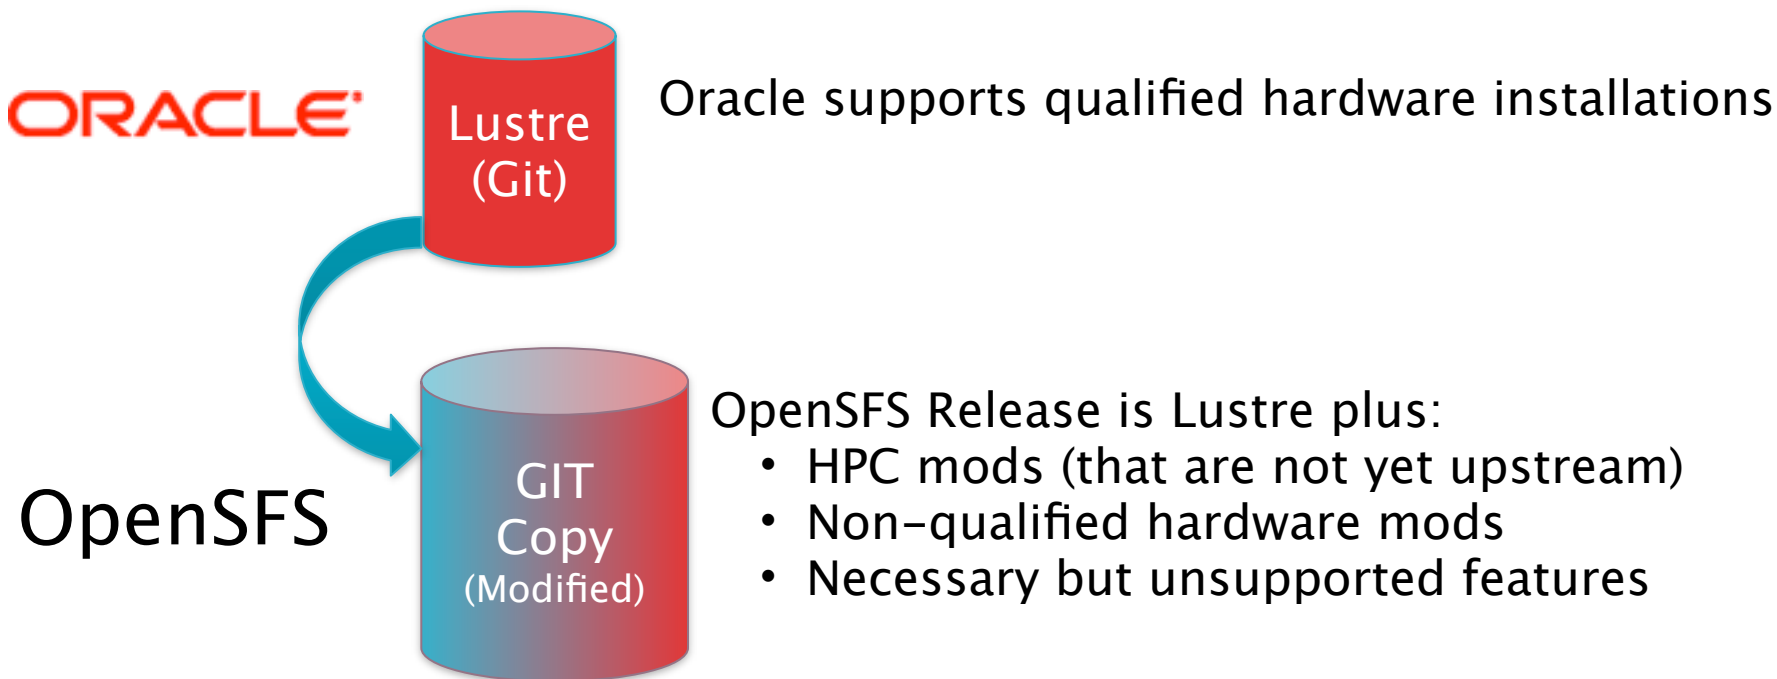 ORACLE
Lustre
(Git)
Oracle supports qualified hardware installations
OpenSFS
GIT
Copy
(Modified)
OpenSFS Release is Lustre plus:
• HPC mods (that are not yet upstream)
• Non-qualified hardware mods
• Necessary but unsupported features